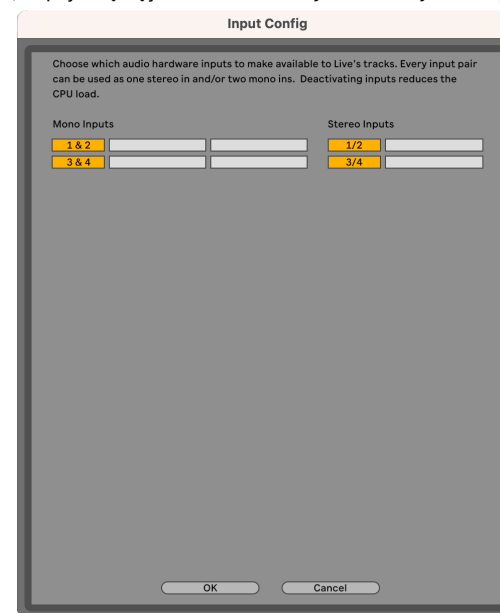 Input Config
Choose which audio hardware inputs to make available to Live's tracks. Every input pair
can be used as one stereo in and/or two mono ins.  Deactivating inputs reduces the
CPU load.
Mono Inputs
Stereo Inputs
1 & 2
1/2
3 & 4
3/4
OK
Cancel